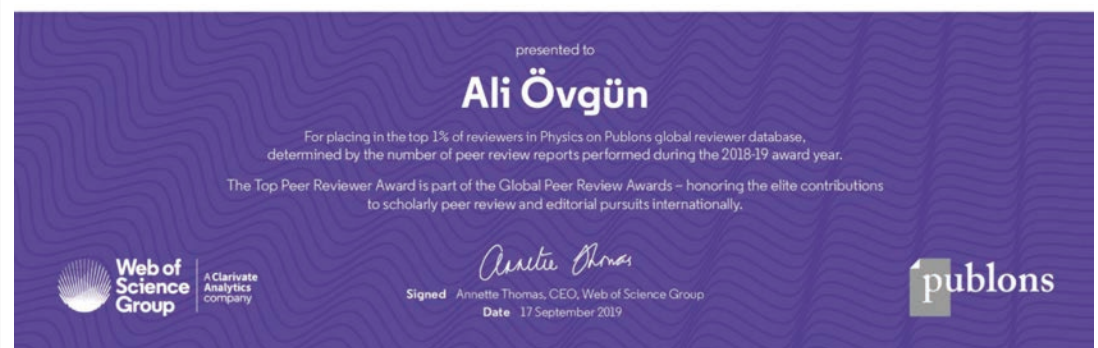 presented to
Ali Övgün
For placing in the top 1% of reviewers in Physics on Publons global reviewer database,
determined by the number of peer review reports performed during the 2018-19 award year.
The Top Peer Reviewer Award is part of the Global Peer Review Awards – honoring the elite contributions
to scholarly peer review and editorial pursuits internationally.
Web of
Science
Group
A Clarivate
Analytics
company
Annette Thomas
Signed Annette Thomas, CEO, Web of Science Group
Date 17 September 2019
publons